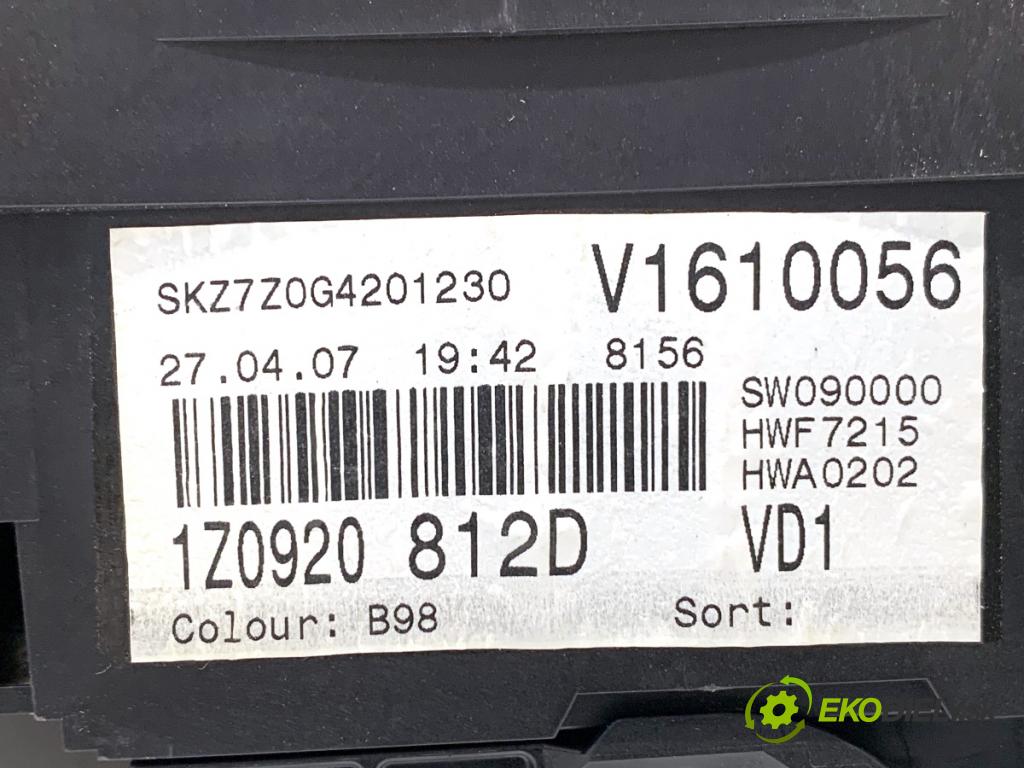 SKZ7Z0G4201230 V1610056
27.04.07 19:42 8156
SW090000
HWF7215
HWA0202
1Z0920 812D VD1
Colour: B98 Sort:
EKO